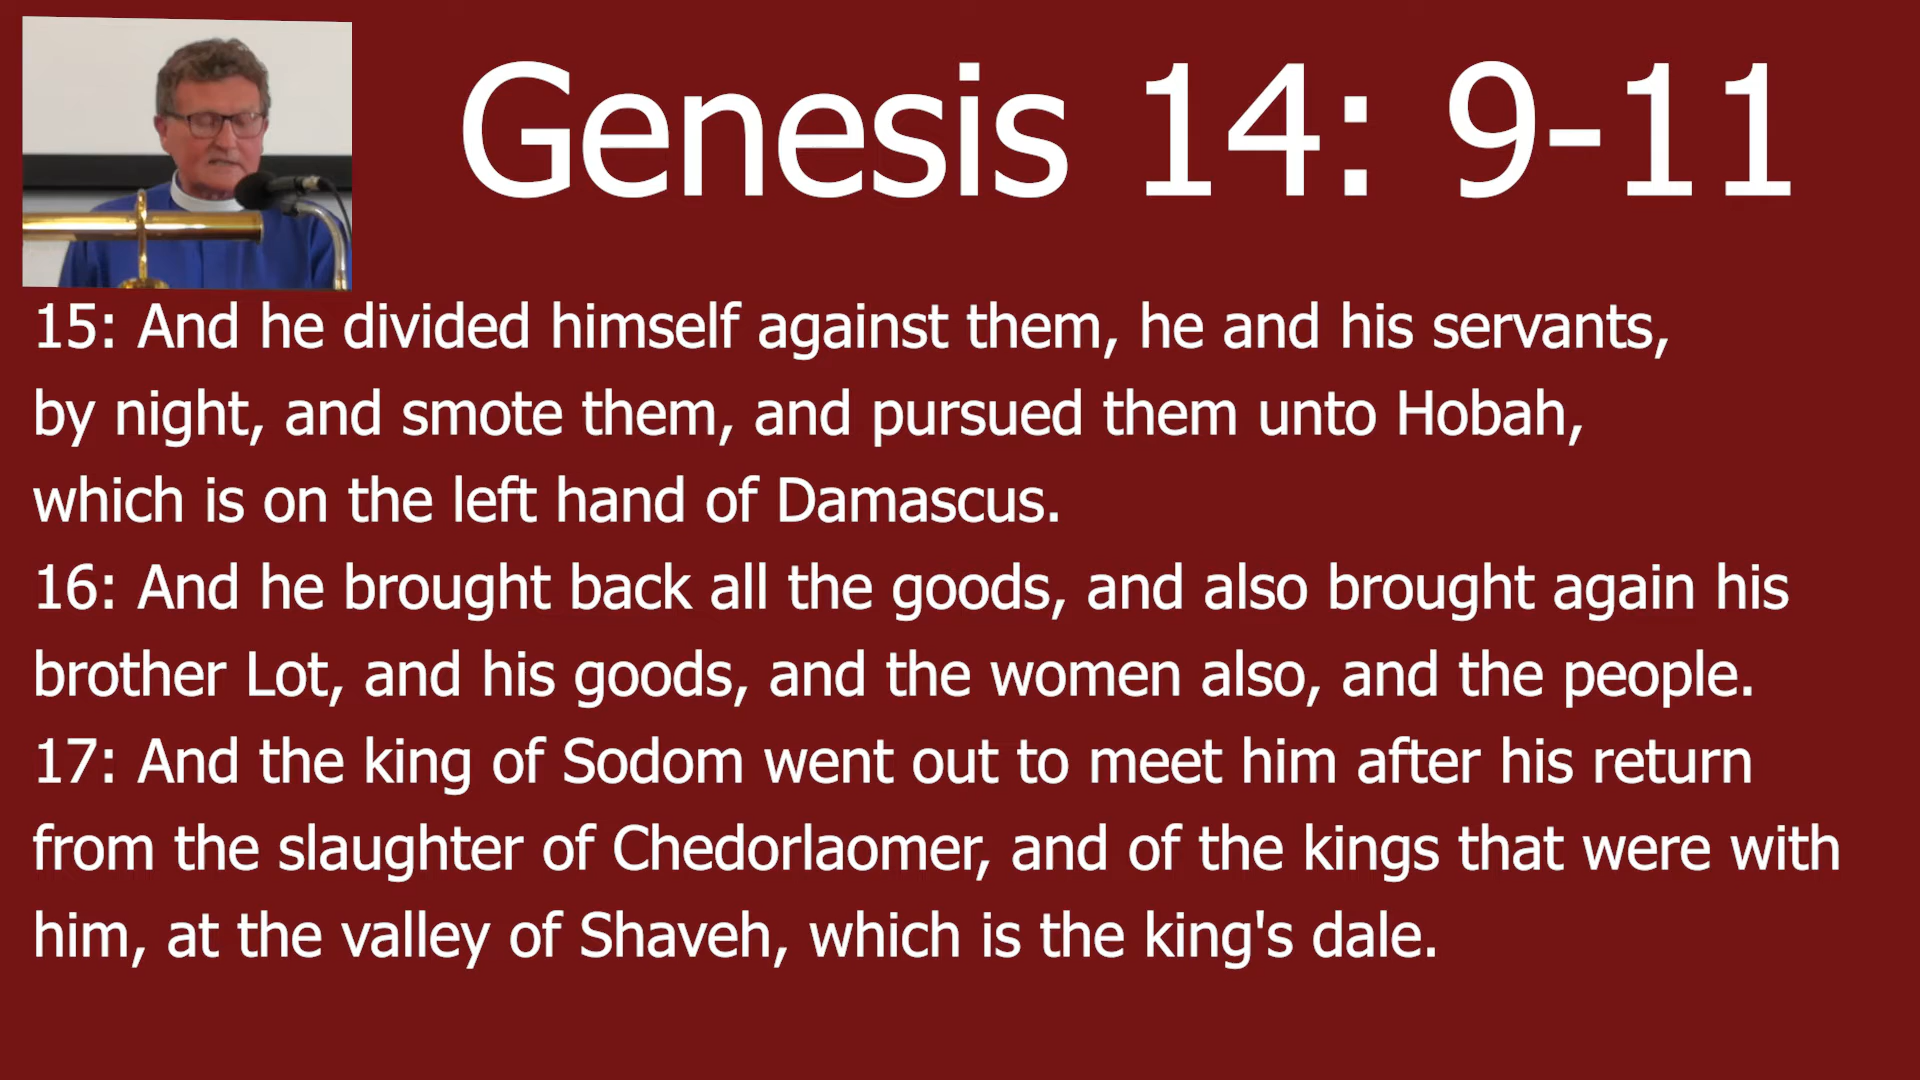 Genesis 14: 9-11
15: And he divided himself against them, he and his servants,
by night, and smote them, and pursued them unto Hobah,
which is on the left hand of Damascus.
16: And he brought back all the goods, and also brought again his
brother Lot, and his goods, and the women also, and the people.
17: And the king of Sodom went out to meet him after his return
from the slaughter of Chedorlaomer, and of the kings that were with
him, at the valley of Shaveh, which is the king's dale.